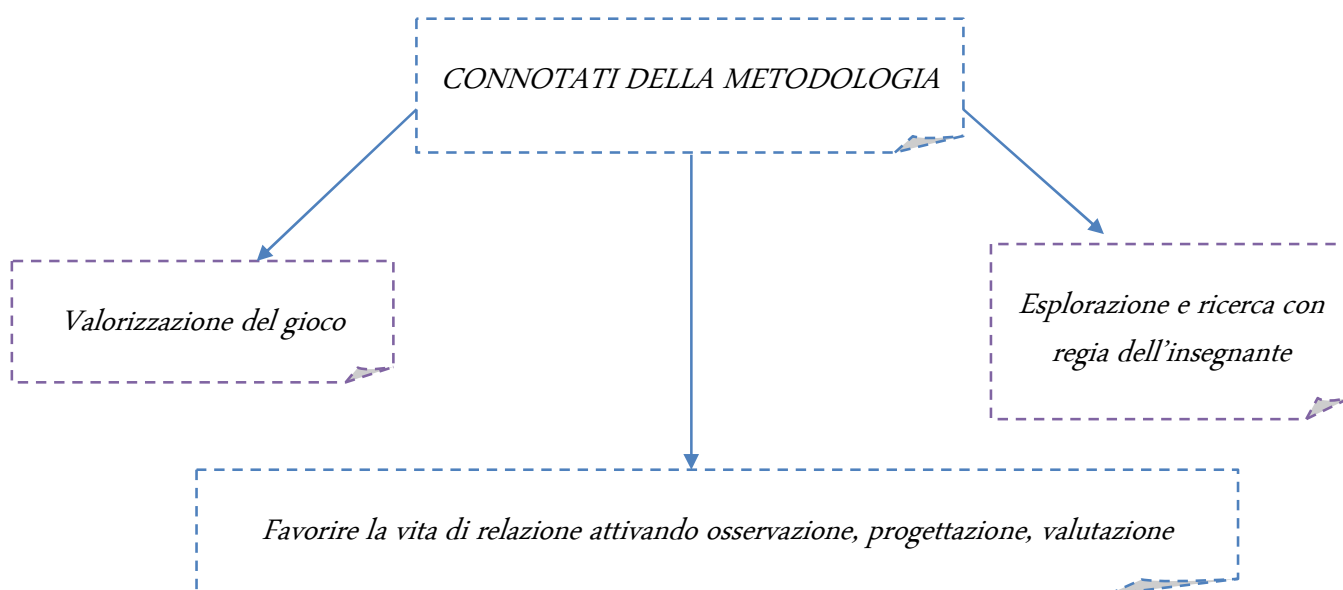 CONNOTATI DELLA METODOLOGIA
Valorizzazione del gioco
Esplorazione e ricerca con
regia dell'insegnante
Favorire la vita di relazione attivando osservazione, progettazione, valutazione